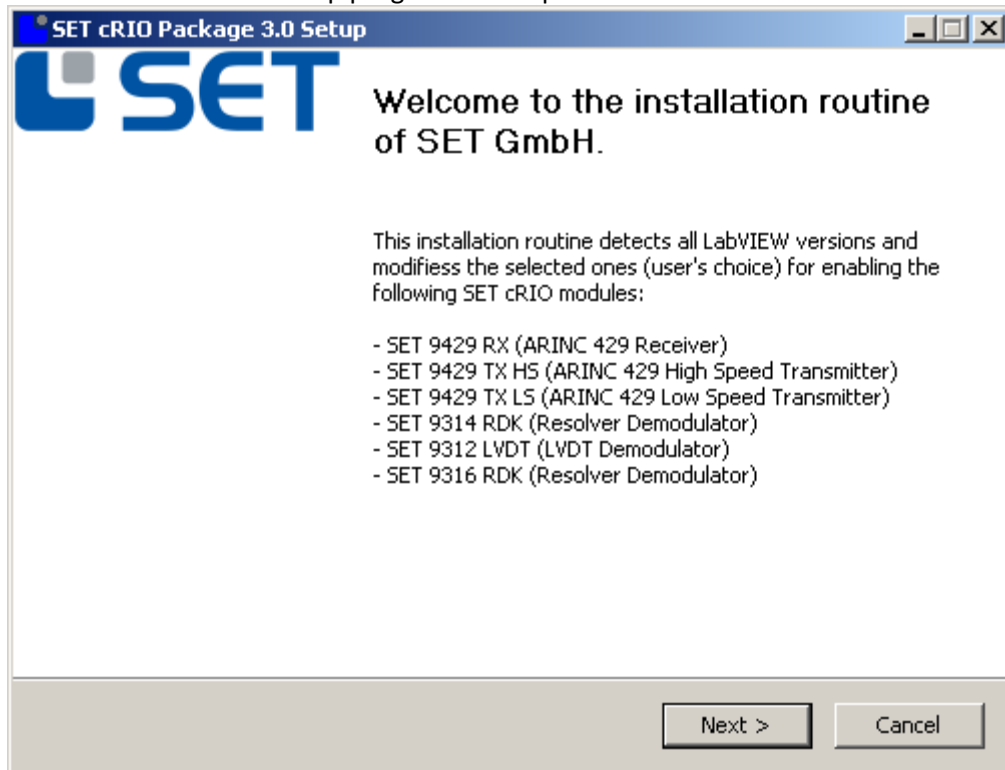 SET cRIO Package 3.0 Setup
SET
Welcome to the installation routine
of SET GmbH.
This installation routine detects all LabVIEW versions and
modifiess the selected ones (user's choice) for enabling the
following SET cRIO modules:
- SET 9429 RX (ARINC 429 Receiver)
- SET 9429 TX HS (ARINC 429 High Speed Transmitter)
- SET 9429 TX LS (ARINC 429 Low Speed Transmitter)
- SET 9314 RDK (Resolver Demodulator)
- SET 9312 LVDT (LVDT Demodulator)
- SET 9316 RDK (Resolver Demodulator)
Next >
Cancel